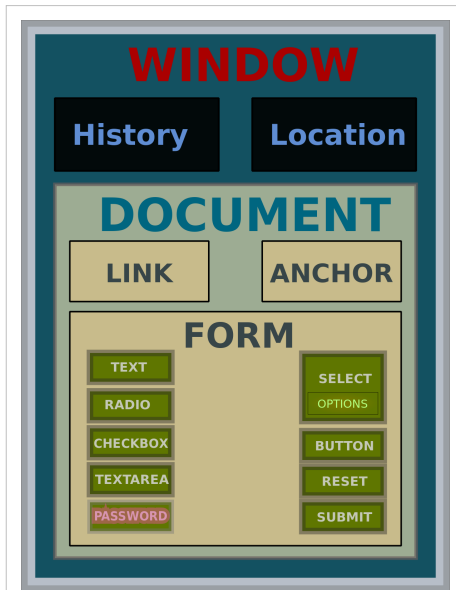 WINDOW
History
Location
DOCUMENT
LINK
ANCHOR
FORM
TEXT
RADIO
CHECKBOX
TEXTAREA
PASSWORD
SELECT
OPTIONS
BUTTON
RESET
SUBMIT